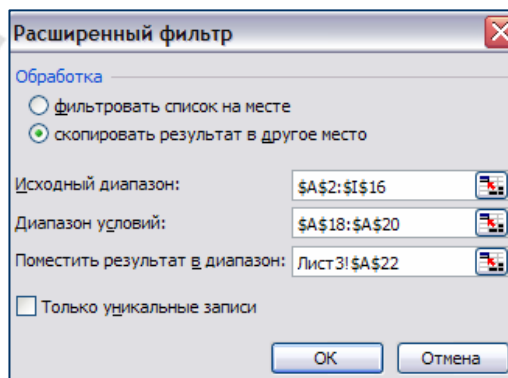 Расширенный фильтр
Обработка
фильтровать список на месте
скопировать результат в другое место
Исходный диапазон: $A$2:$I$16
Диапазон условий: $A$18:$A$20
Поместить результат в диапазон: Лист3!$A$22
Только уникальные записи
ОК Отмена